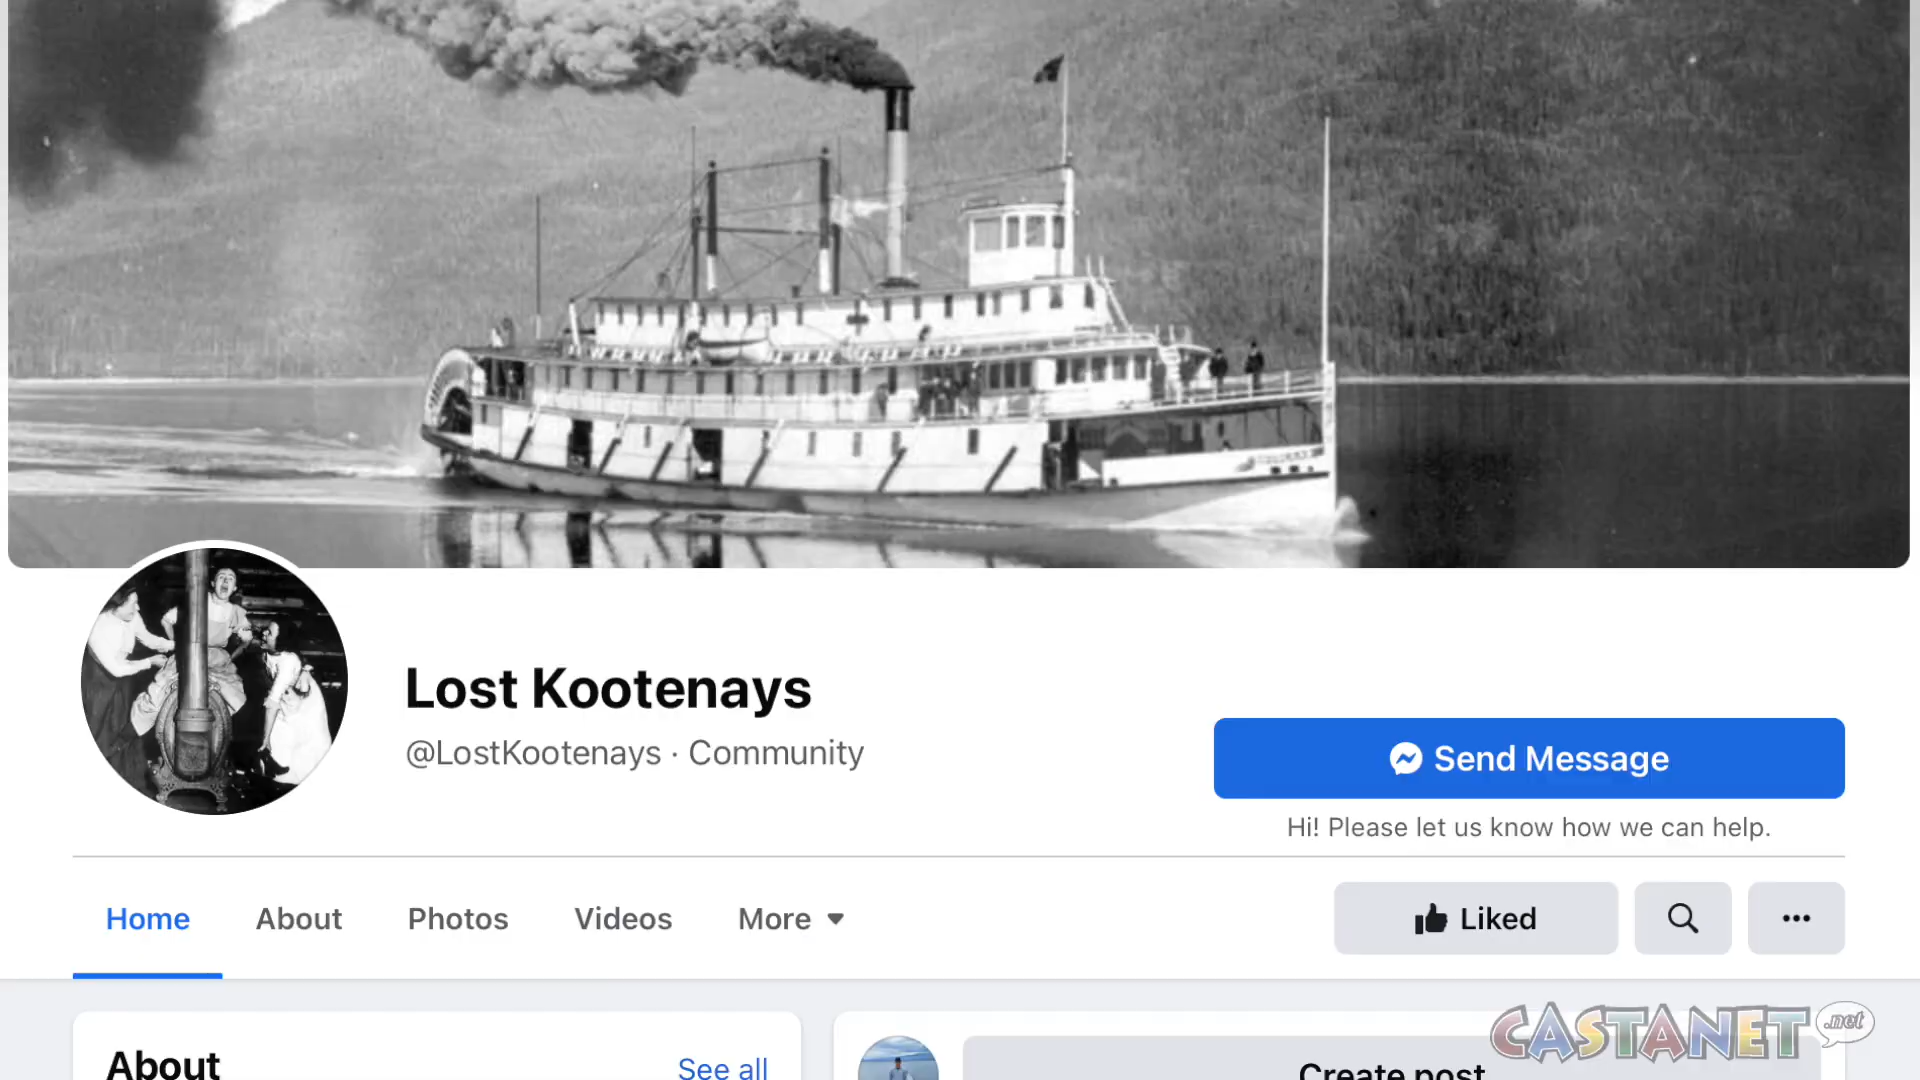 Lost Kootenays
@LostKootenays · Community
Send Message
Hi! Please let us know how we can help.
Home About Photos Videos More
Liked
About See all
Create post
CASTANET .net